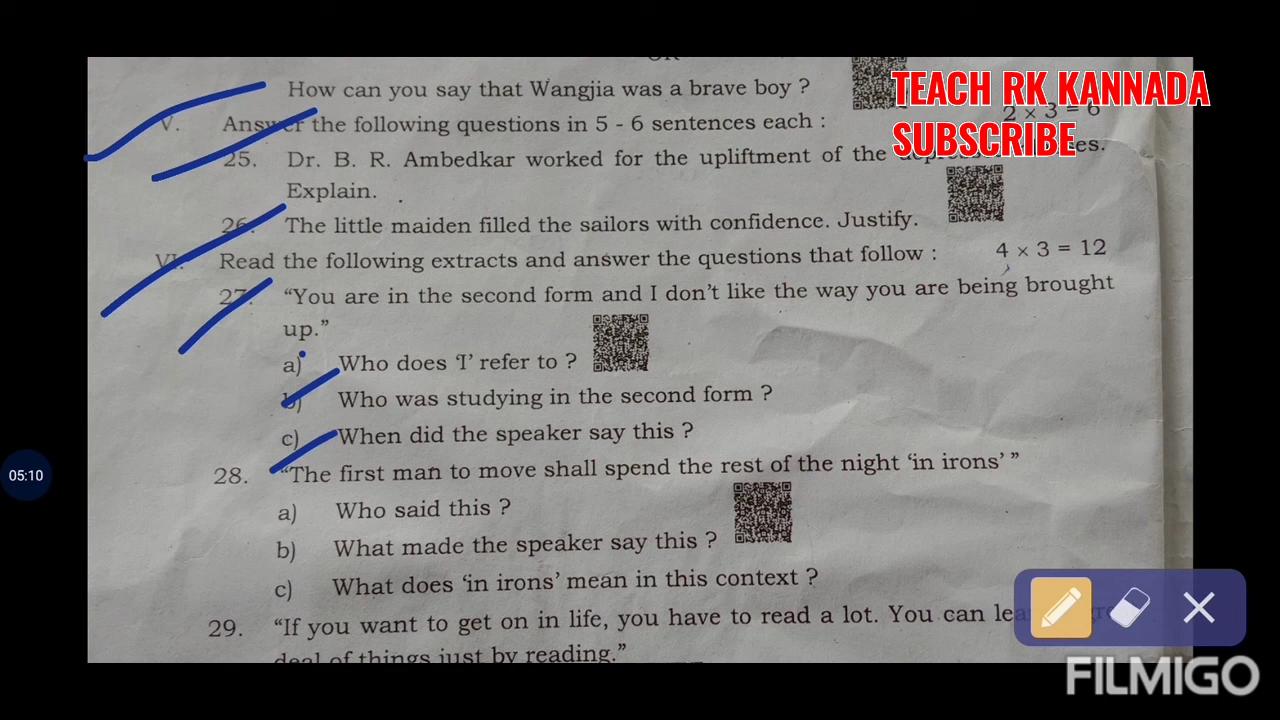 OR
How can you say that Wangjia was a brave boy ?
TEACH RK KANNADA
SUBSCRIBE
V. Answer the following questions in 5 - 6 sentences each : 2 × 3 = 6
25. Dr. B. R. Ambedkar worked for the upliftment of the
Explain.
26. The little maiden filled the sailors with confidence. Justify.
VI. Read the following extracts and answer the questions that follow : 4 × 3 = 12
27. “You are in the second form and I don’t like the way you are being brought
up.”
a) Who does ‘I’ refer to ?
b) Who was studying in the second form ?
c) When did the speaker say this ?
05:10
28. “The first man to move shall spend the rest of the night ‘in irons’ ”
a) Who said this ?
b) What made the speaker say this ?
c) What does ‘in irons’ mean in this context ?
29. “If you want to get on in life, you have to read a lot. You can
deal of things just by reading.”
FILMIGO